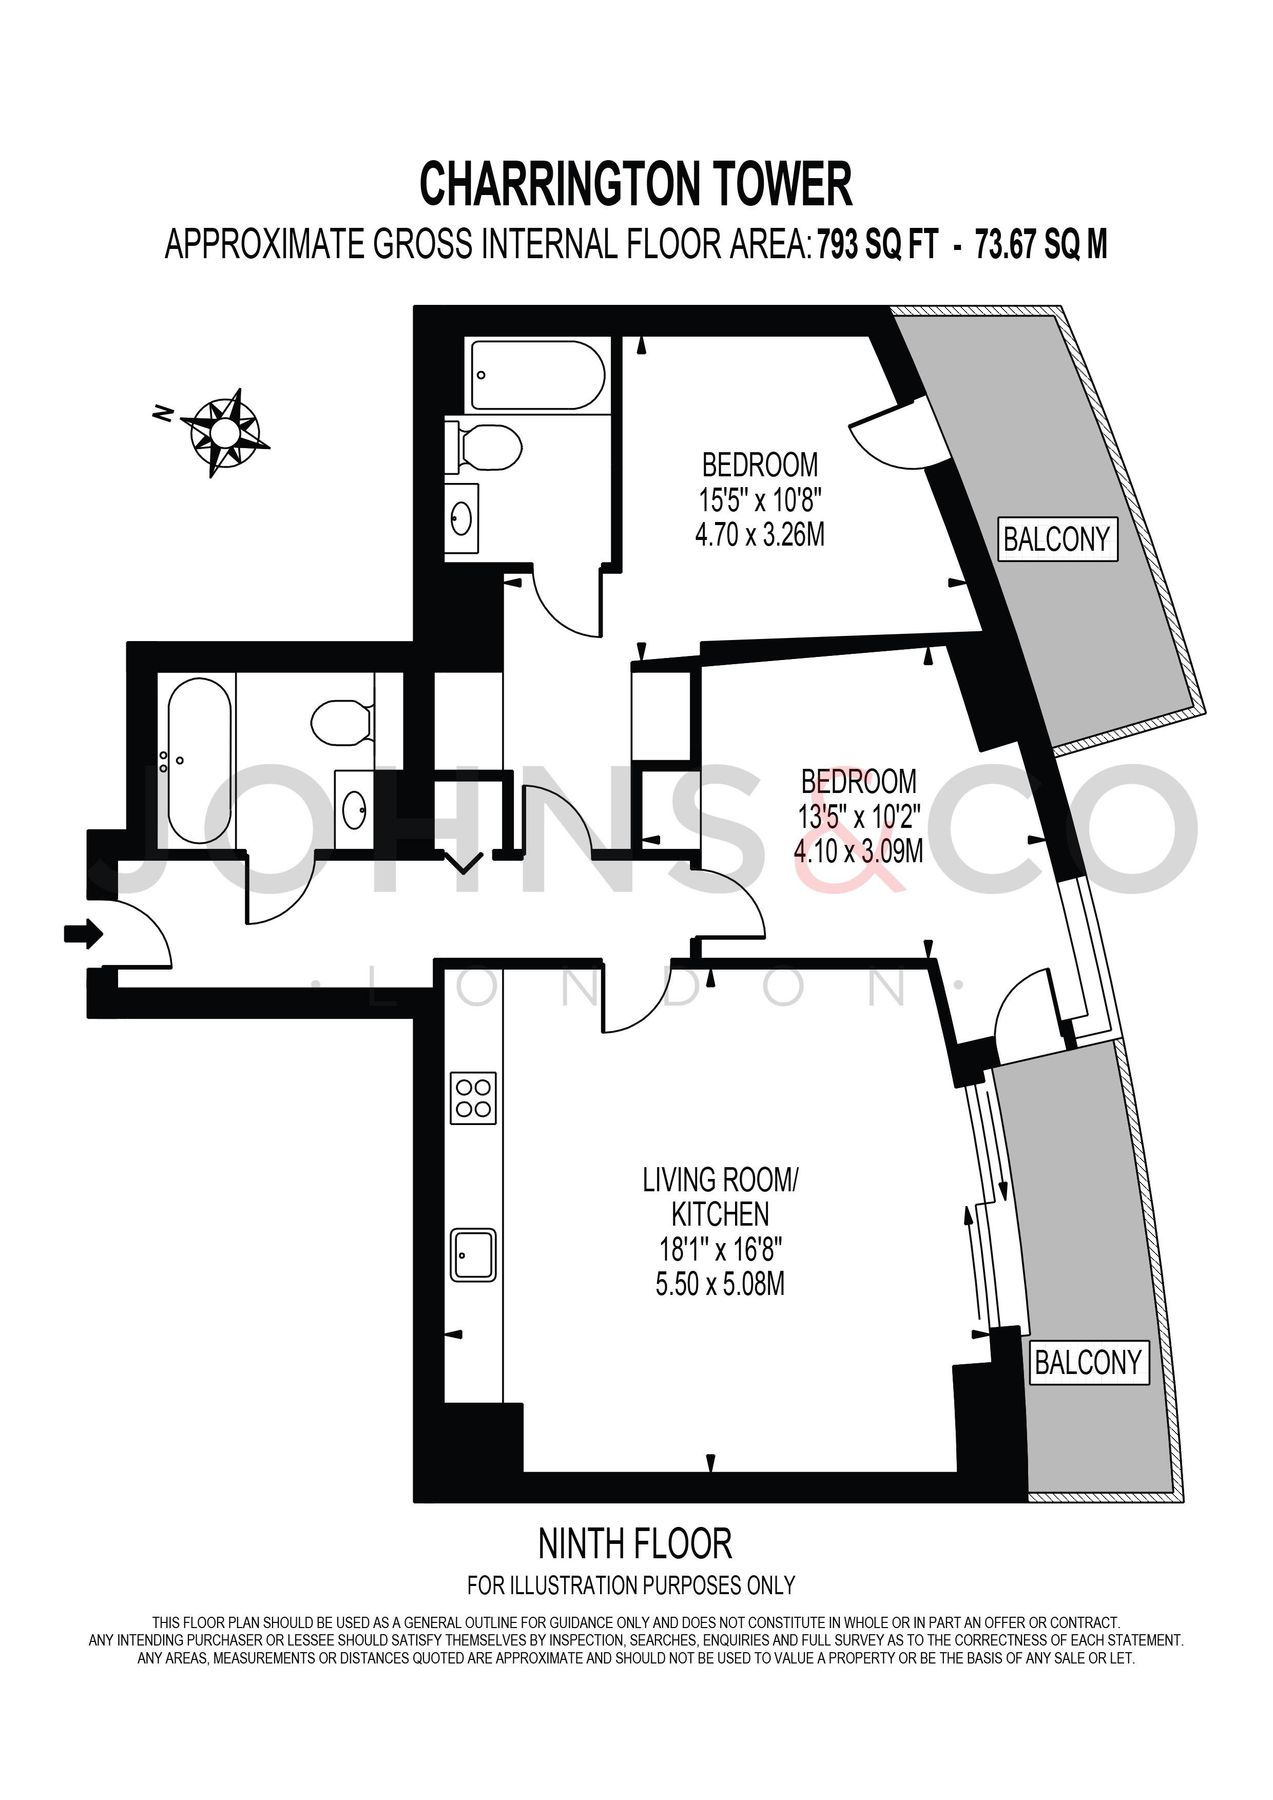 CHARRINGTON TOWER
APPROXIMATE GROSS INTERNAL FLOOR AREA: 793 SQ FT - 73.67 SQ M
N
BEDROOM
15'5" x 10'8"
4.70 x 3.26M
BALCONY
BEDROOM
13'5" x 10'2"
4.10 x 3.09M
JOHNS&CO
· LONDON ·
LIVING ROOM/
KITCHEN
18'1" x 16'8"
5.50 x 5.08M
BALCONY
NINTH FLOOR
FOR ILLUSTRATION PURPOSES ONLY
THIS FLOOR PLAN SHOULD BE USED AS A GENERAL OUTLINE FOR GUIDANCE ONLY AND DOES NOT CONSTITUTE IN WHOLE OR IN PART AN OFFER OR CONTRACT.
ANY INTENDING PURCHASER OR LESSEE SHOULD SATISFY THEMSELVES BY INSPECTION, SEARCHES, ENQUIRIES AND FULL SURVEY AS TO THE CORRECTNESS OF EACH STATEMENT.
ANY AREAS, MEASUREMENTS OR DISTANCES QUOTED ARE APPROXIMATE AND SHOULD NOT BE USED TO VALUE A PROPERTY OR BE THE BASIS OF ANY SALE OR LET.